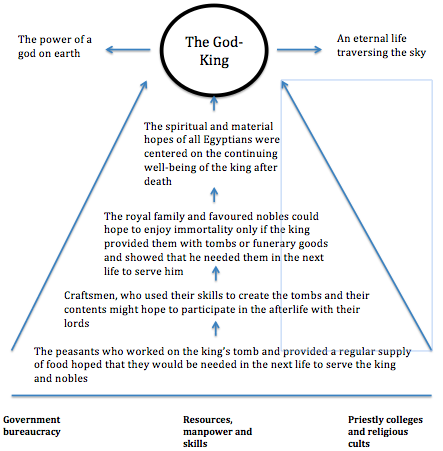 The power of a
god on earth
The God-
King
An eternal life
traversing the sky
The spiritual and material
hopes of all Egyptians were
centered on the continuing
well-being of the king after
death
The royal family and favoured nobles could
hope to enjoy immortality only if the king
provided them with tombs or funerary goods
and showed that he needed them in the next
life to serve him
Craftsmen, who used their skills to create the tombs and their
contents might hope to participate in the afterlife with their
lords
The peasants who worked on the king's tomb and provided a regular supply
of food hoped that they would be needed in the next life to serve the king
and nobles
Government
bureaucracy
Resources,
manpower and
skills
Priestly colleges
and religious
cults